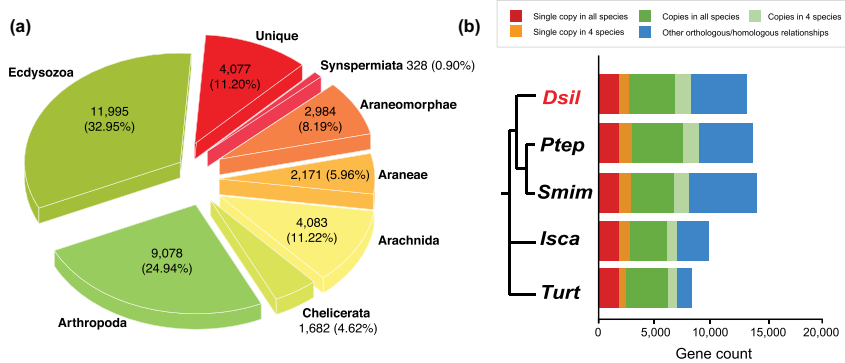 (a)
Unique
4,077
(11.20%)
Synspermiata 328 (0.90%)
Araneomorphae
2,984
(8.19%)
Araneae
2,171 (5.96%)
Arachnida
4,083
(11.22%)
Chelicerata
1,682 (4.62%)
Arthropoda
9,078
(24.94%)
Ecdysozoa
11,995
(32.95%)
(b)
Single copy in all species
Copies in all species
Copies in 4 species
Single copy in 4 species
Other orthologous/homologous relationships
Dsil
Ptep
Smim
Isca
Turt
0 5,000 10,000 15,000 20,000
Gene count